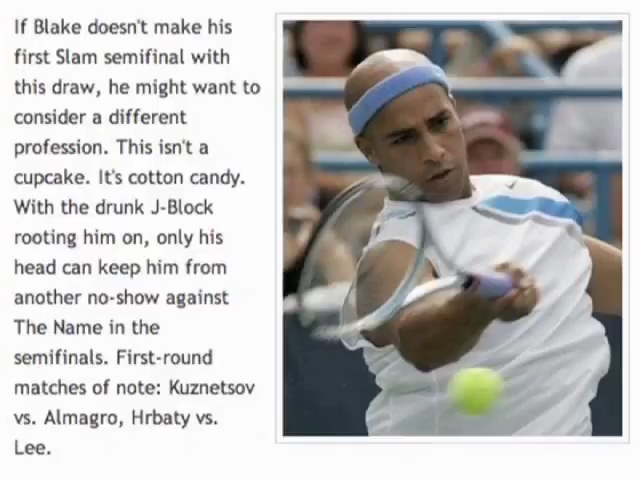 If Blake doesn't make his
first Slam semifinal with
this draw, he might want to
consider a different
profession. This isn't a
cupcake. It's cotton candy.
With the drunk J-Block
rooting him on, only his
head can keep him from
another no-show against
The Name in the
semifinals. First-round
matches of note: Kuznetsov
vs. Almagro, Hrbaty vs.
Lee.